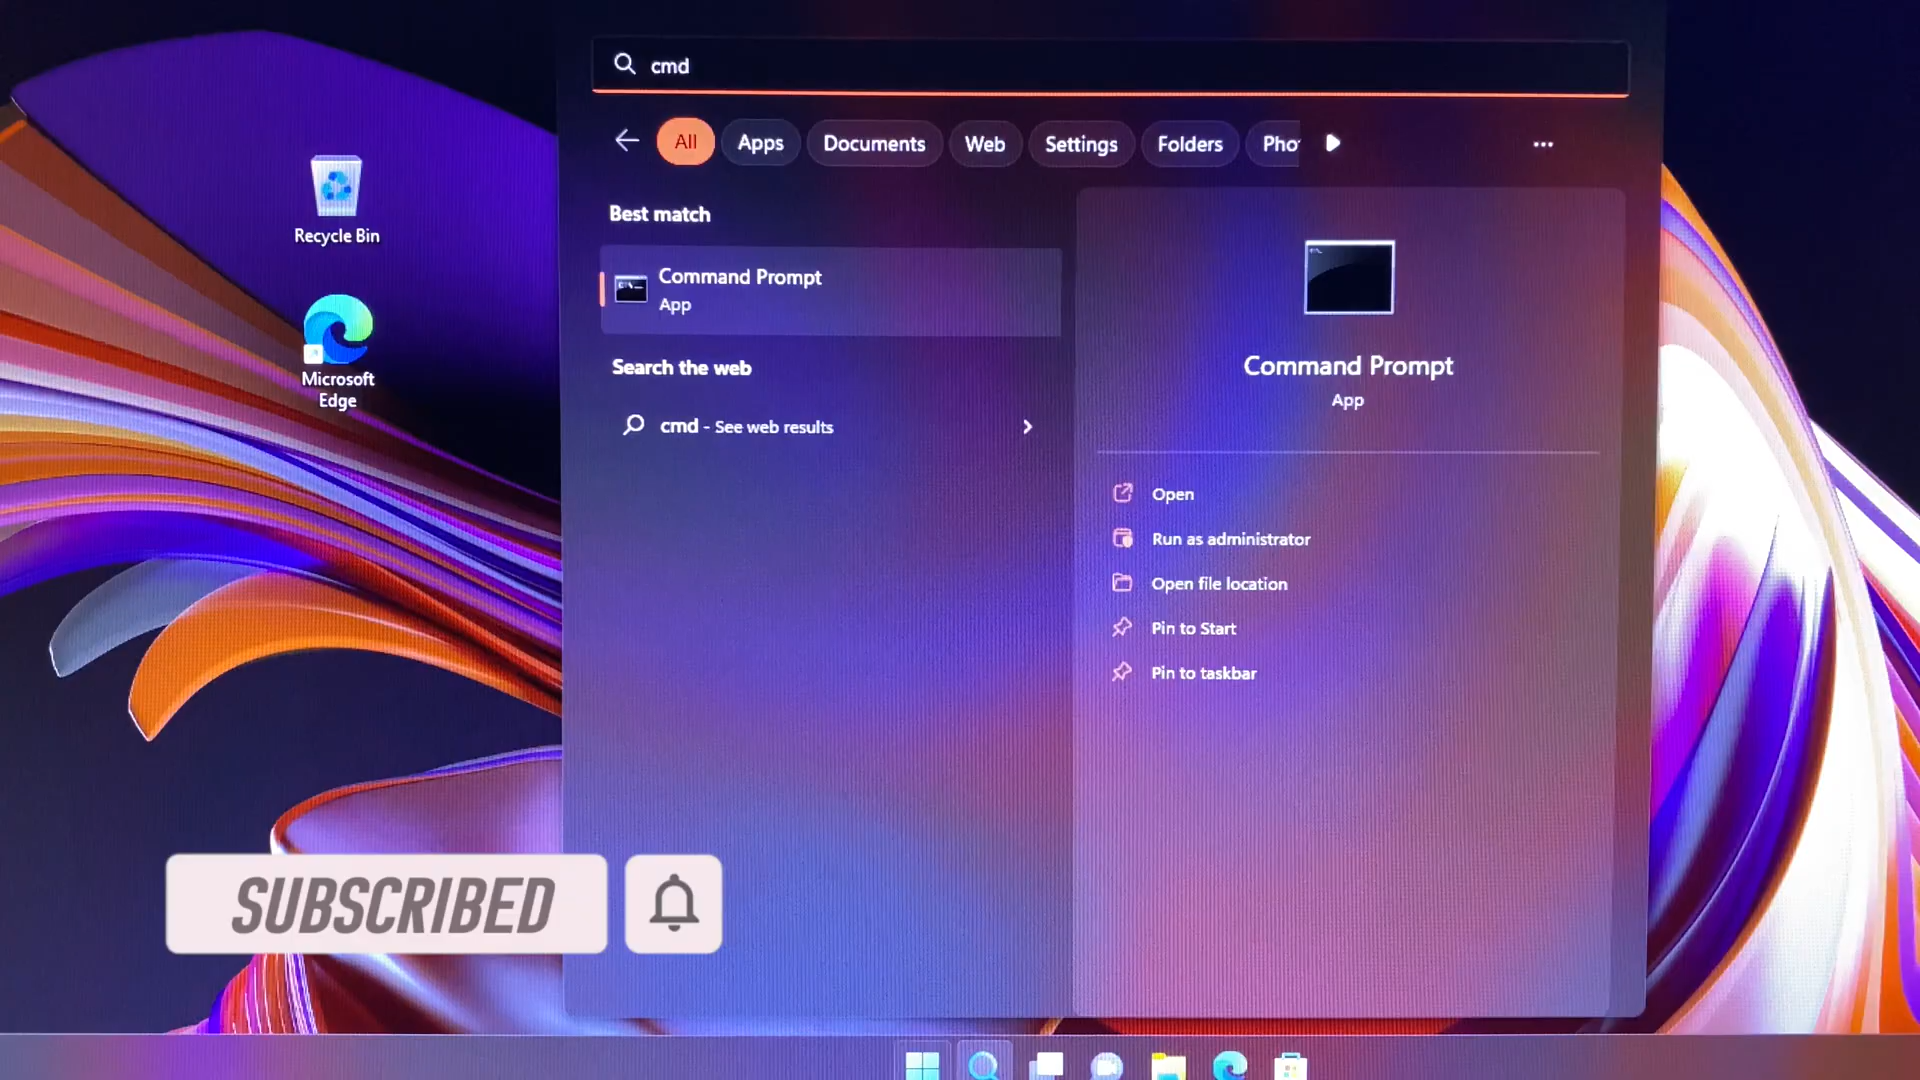 cmd
All Apps Documents Web Settings Folders
Best match
Command Prompt
App
Search the web
cmd - See web results
Command Prompt
App
Open
Run as administrator
Open file location
Pin to Start
Pin to taskbar
Recycle Bin
Microsoft
Edge
SUBSCRIBED